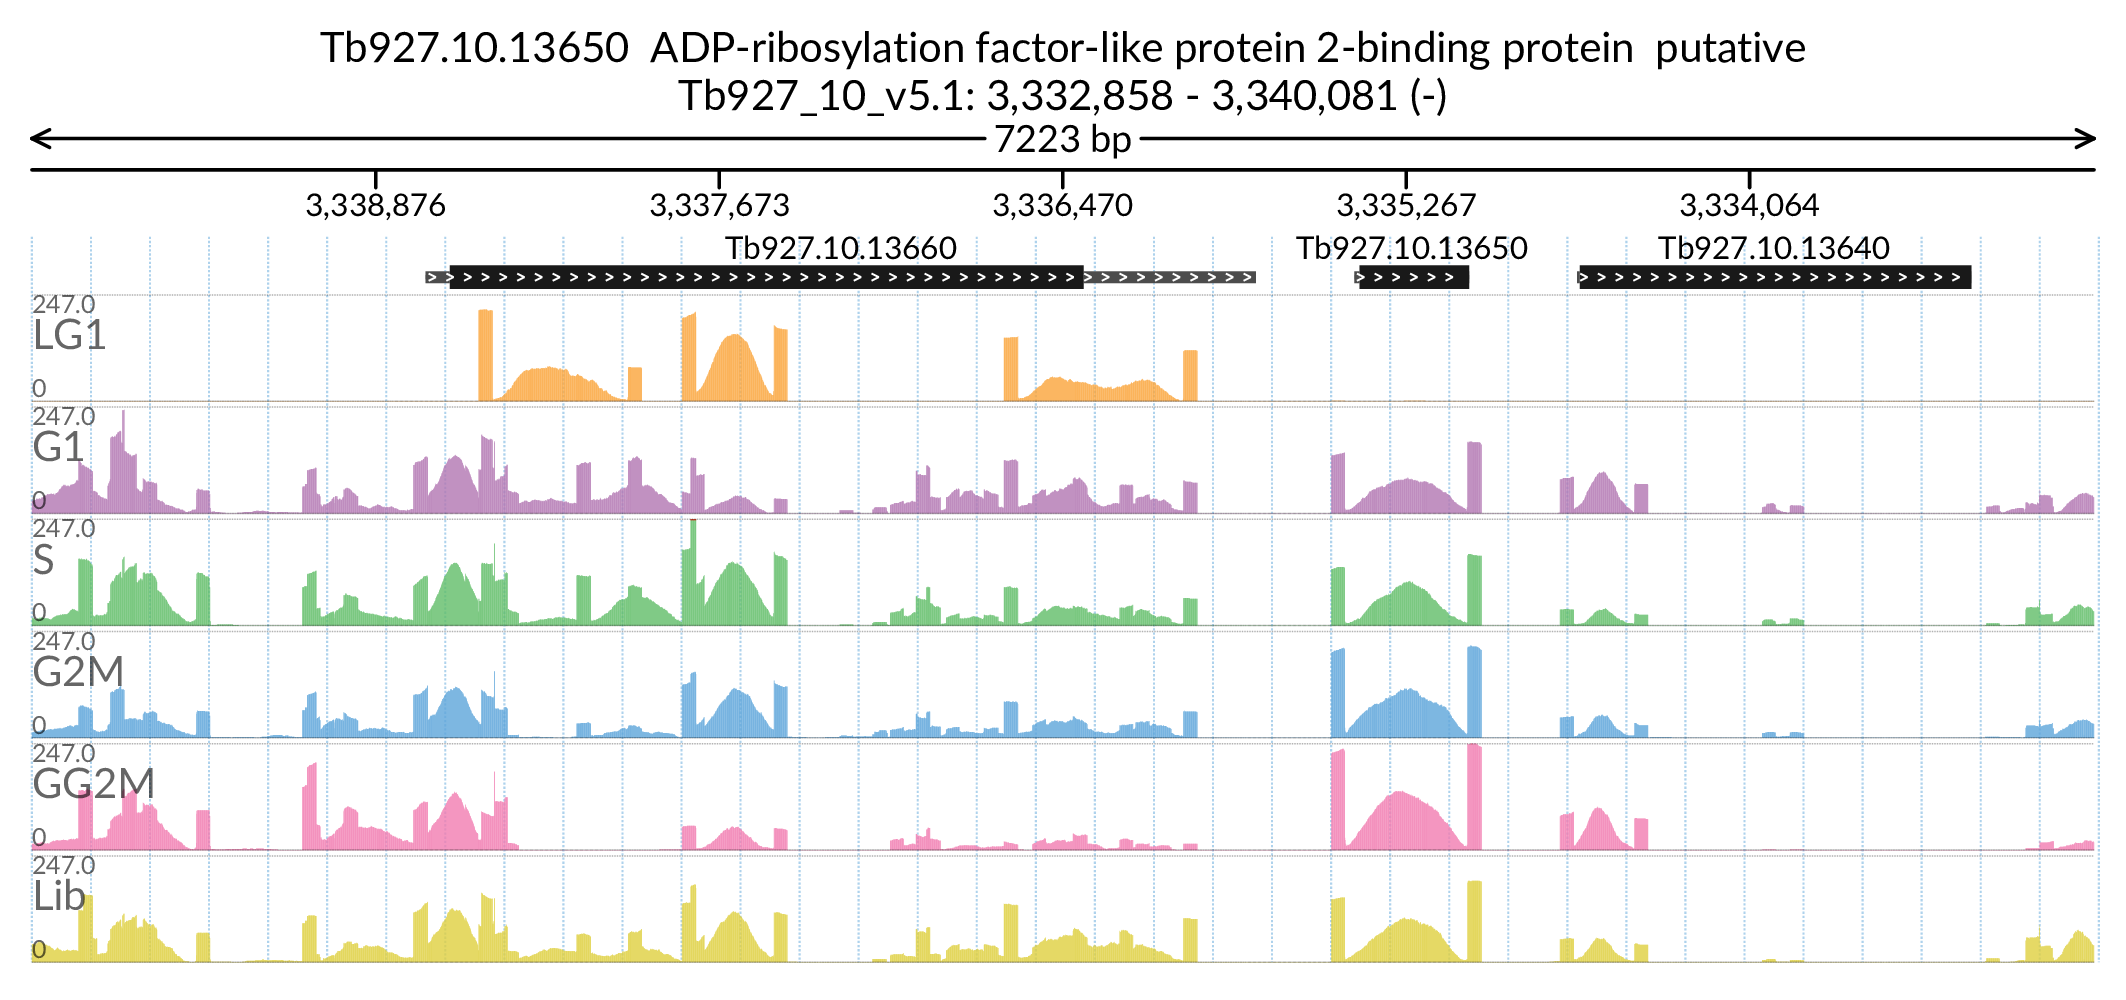 Tb927.10.13650  ADP-ribosylation factor-like protein 2-binding protein  putative
Tb927_10_v5.1: 3,332,858 - 3,340,081 (-)
7223 bp
3,338,876 3,337,673 3,336,470 3,335,267 3,334,064
Tb927.10.13660 Tb927.10.13650 Tb927.10.13640
247.0
LG1
0
247.0
G1
0
247.0
S
0
247.0
G2M
0
247.0
GG2M
0
247.0
Lib
0